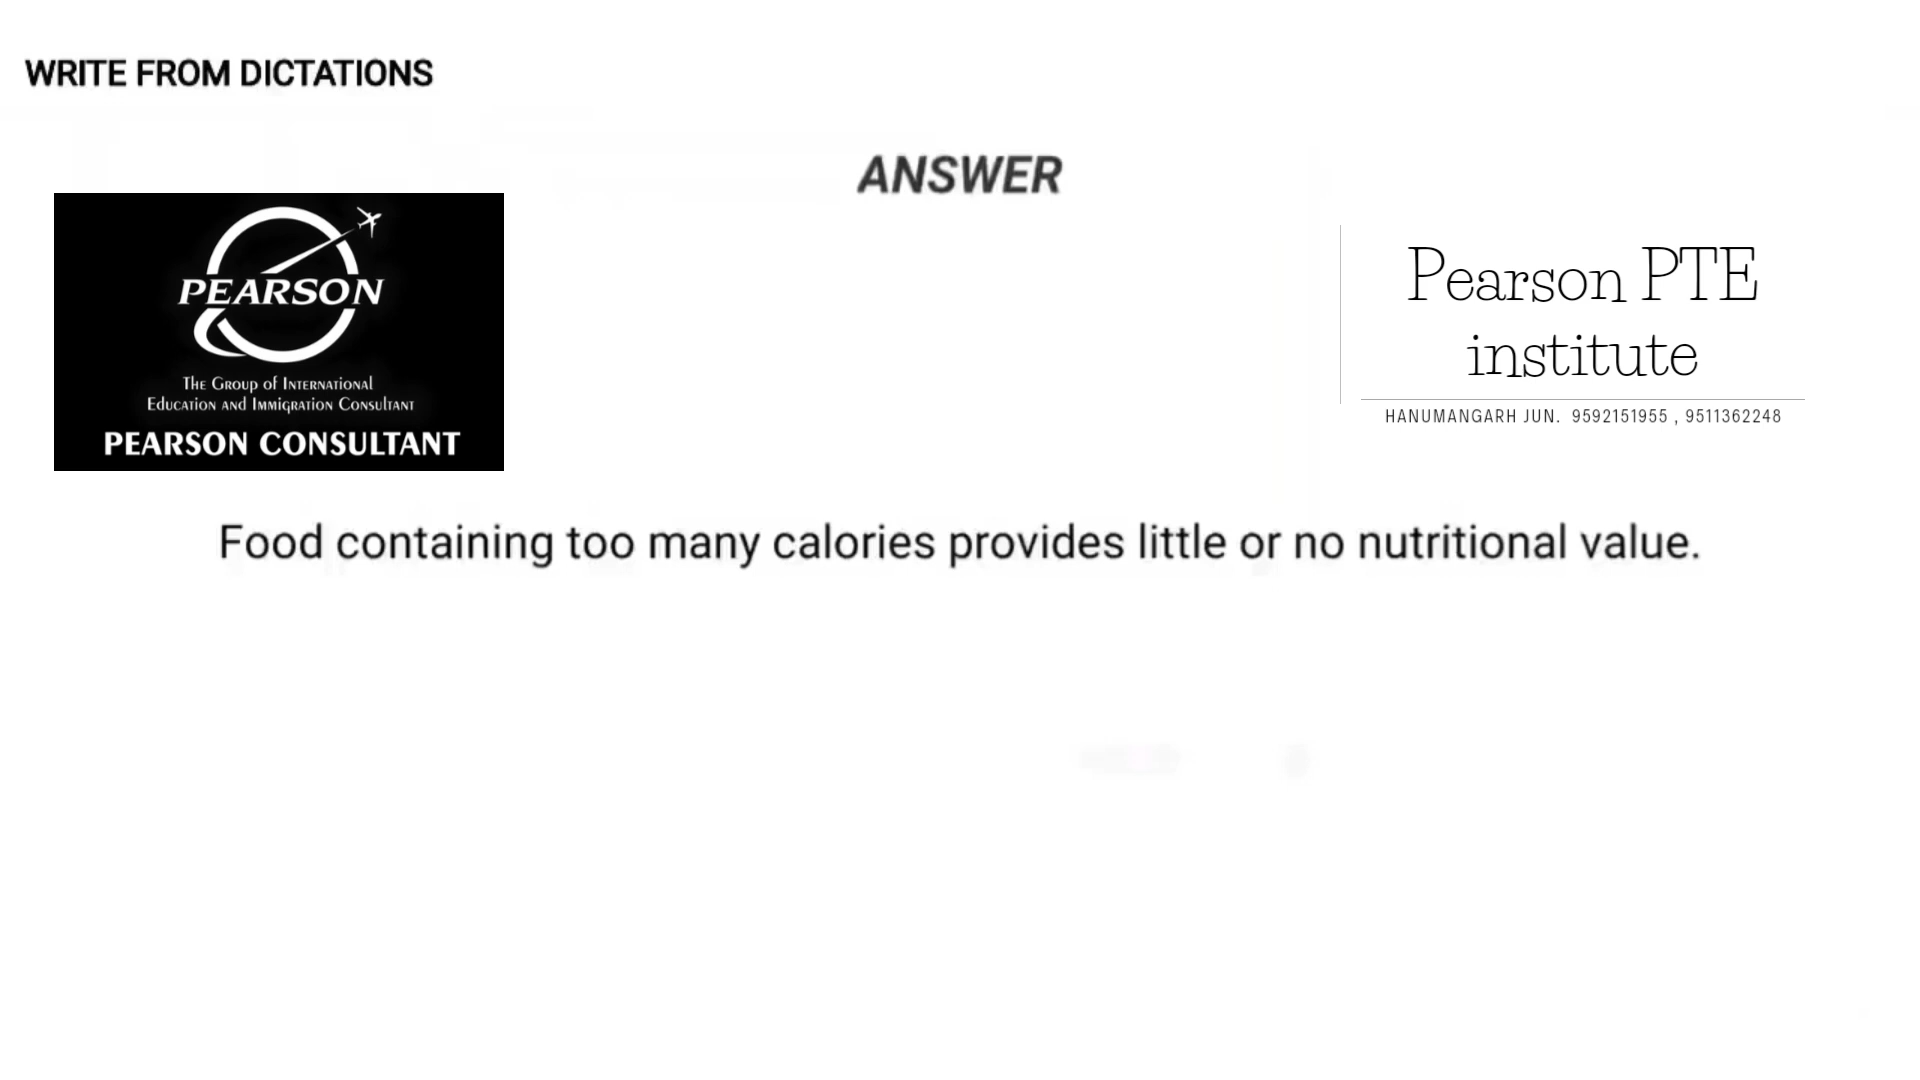 WRITE FROM DICTATIONS
ANSWER
PEARSON
The Group of International
Education and Immigration Consultant
PEARSON CONSULTANT
Pearson PTE
institute
HANUMANGARH JUN. 9592151955 , 9511362248
Food containing too many calories provides little or no nutritional value.